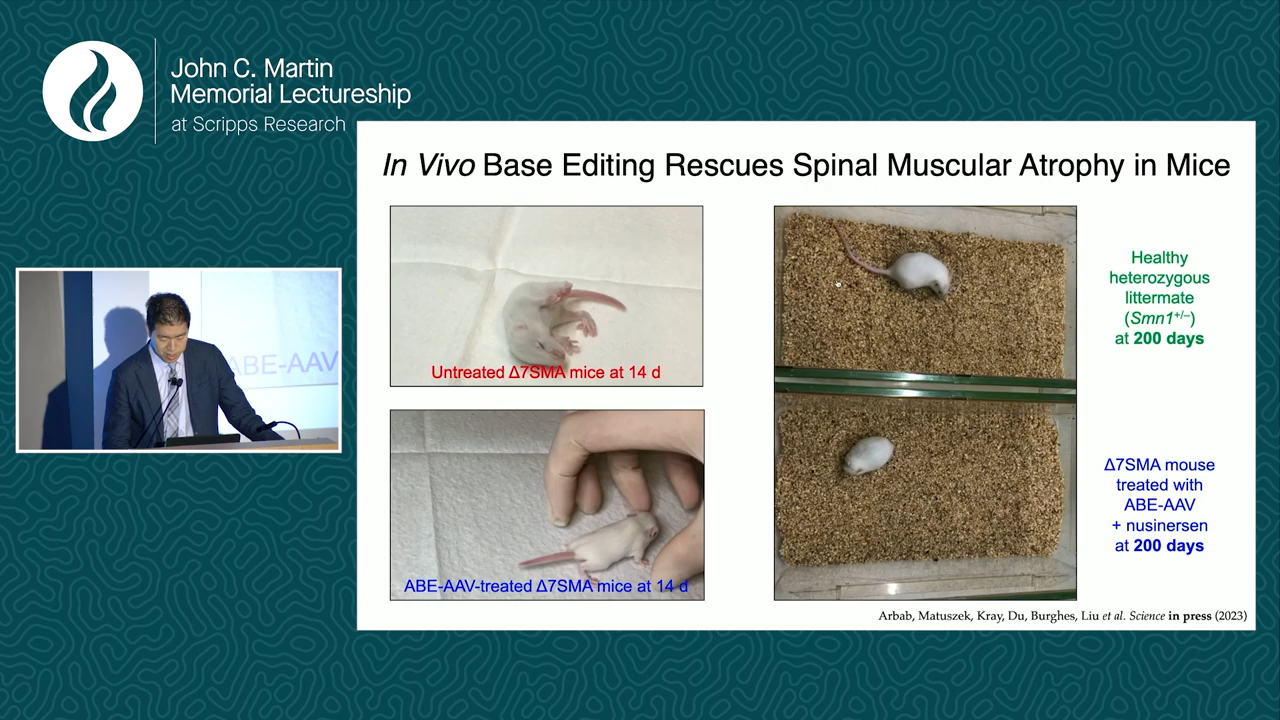 John C. Martin
Memorial Lectureship
at Scripps Research
In Vivo Base Editing Rescues Spinal Muscular Atrophy in Mice
Untreated Δ7SMA mice at 14 d
ABE-AAV-treated Δ7SMA mice at 14 d
Healthy
heterozygous
littermate
(Smn1+/–)
at 200 days
Δ7SMA mouse
treated with
ABE-AAV
+ nusinersen
at 200 days
Arbab, Matuszek, Kray, Du, Burghes, Liu et al. Science in press (2023)
ABE-AAV